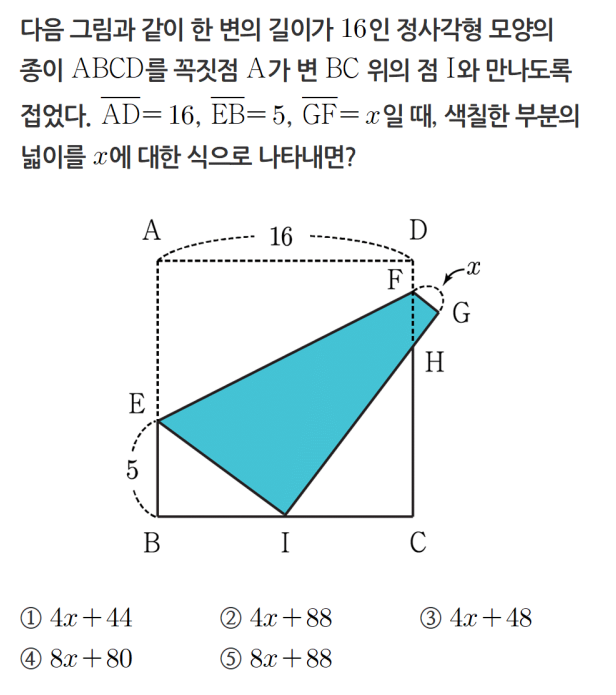 다음 그림과 같이 한 변의 길이가 16인 정사각형 모양의
종이 ABCD를 꼭짓점 A가 변 BC 위의 점 I와 만나도록
접었다. A̅D̅=16, E̅B̅=5, G̅F̅=x일 때, 색칠한 부분의
넓이를 x에 대한 식으로 나타내면?
A 16 D
F x
G
H
E
5
B I C
① 4x+44 ② 4x+88 ③ 4x+48
④ 8x+80 ⑤ 8x+88